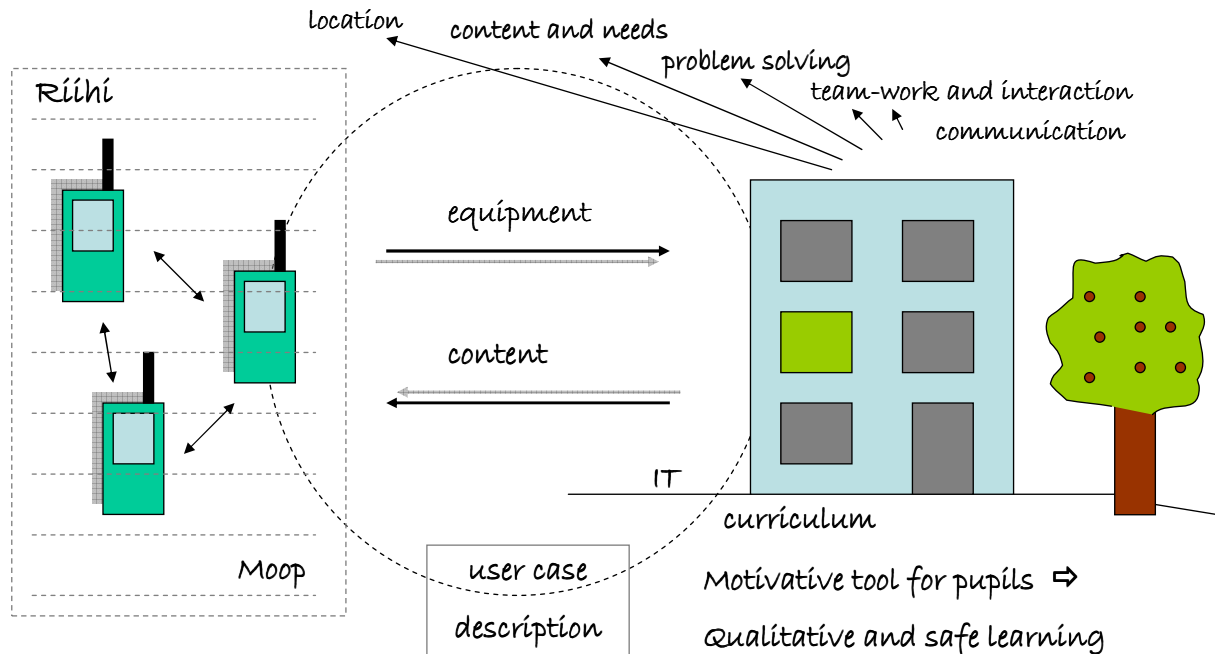 location
content and needs
problem solving
team-work and interaction
communication
Riihi
equipment
content
IT
curriculum
Moop
user case
description
Motivative tool for pupils ⇨
Qualitative and safe learning